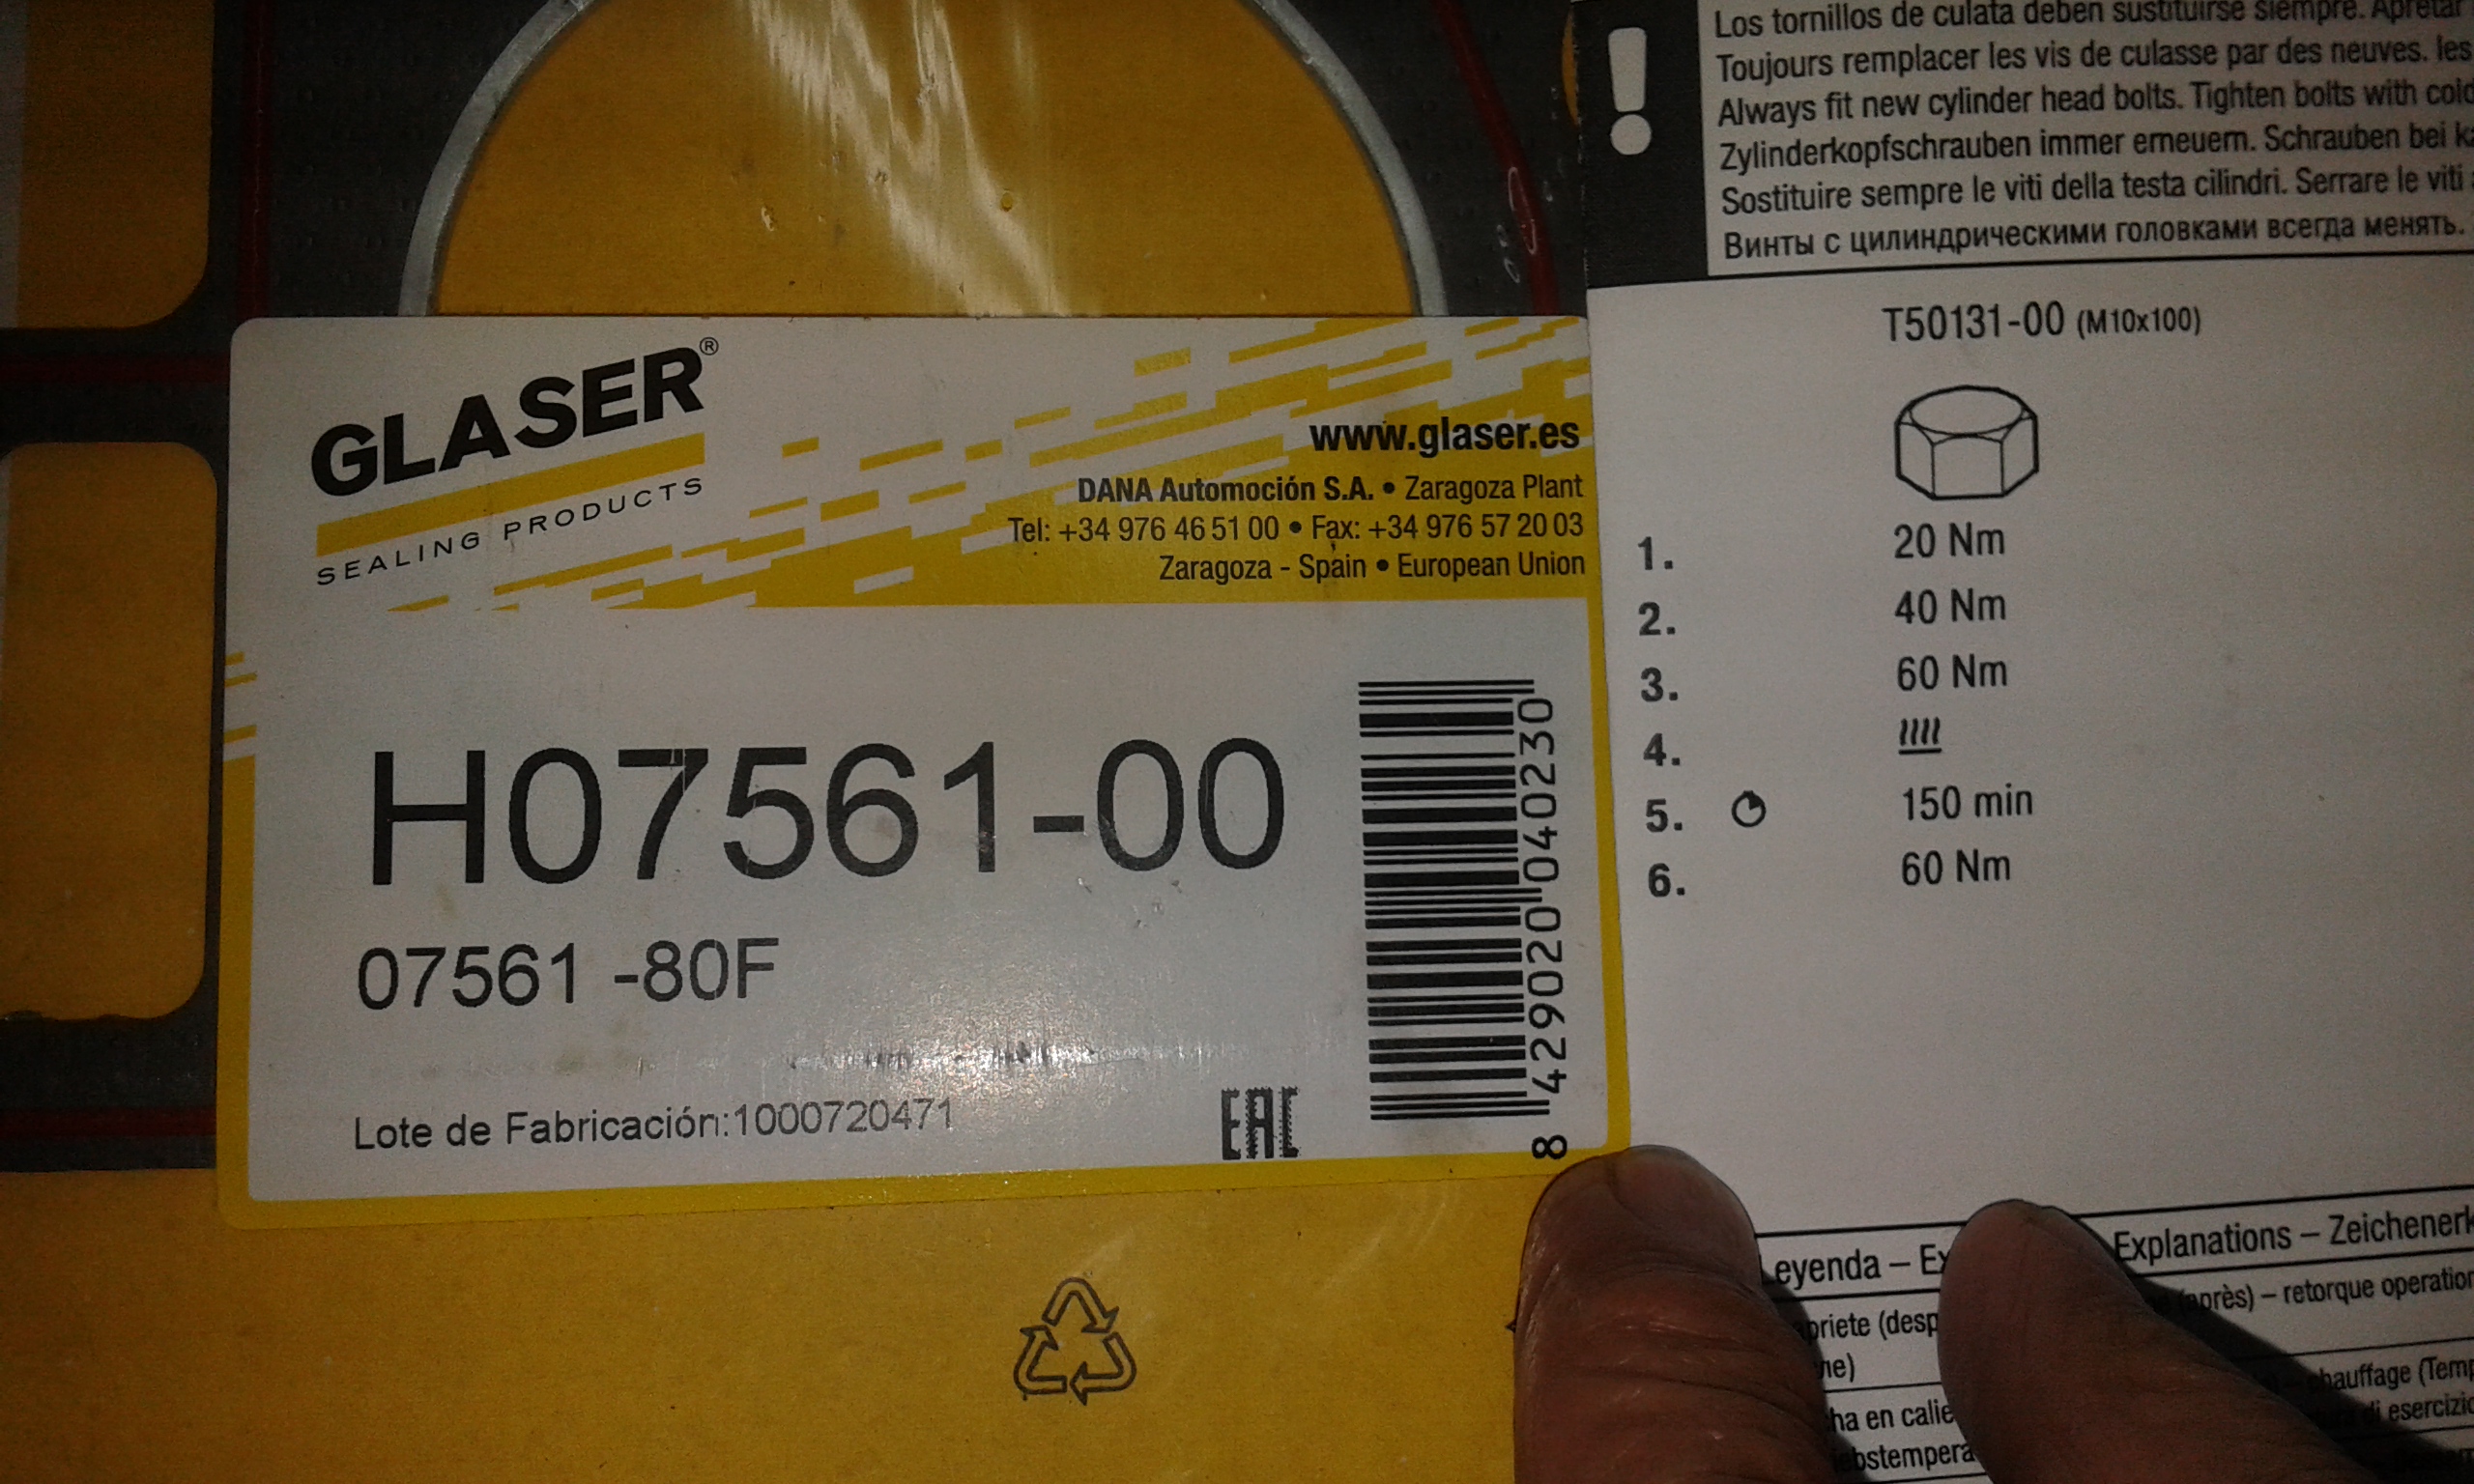 GLASER®
SEALING PRODUCTS
www.glaser.es
DANA Automoción S.A. • Zaragoza Plant
Tel: +34 976 46 51 00 • Fax: +34 976 57 20 03
Zaragoza - Spain • European Union
H07561-00
07561 -80F
Lote de Fabricación:1000720471
EAC
8 429020 040230
!
Los tornillos de culata deben sustituirse siempre. Apretar
Toujours remplacer les vis de culasse par des neuves. les
Always fit new cylinder head bolts. Tighten bolts with cold
Zylinderkopfschrauben immer erneuern. Schrauben bei
Sostituire sempre le viti della testa cilindri. Serrare le viti
Винты с цилиндрическими головками всегда менять.
T50131-00 (M10x100)
1. 20 Nm
2. 40 Nm
3. 60 Nm
4.
5. 150 min
6. 60 Nm
Leyenda – Explanations –
(après) – retorque operation